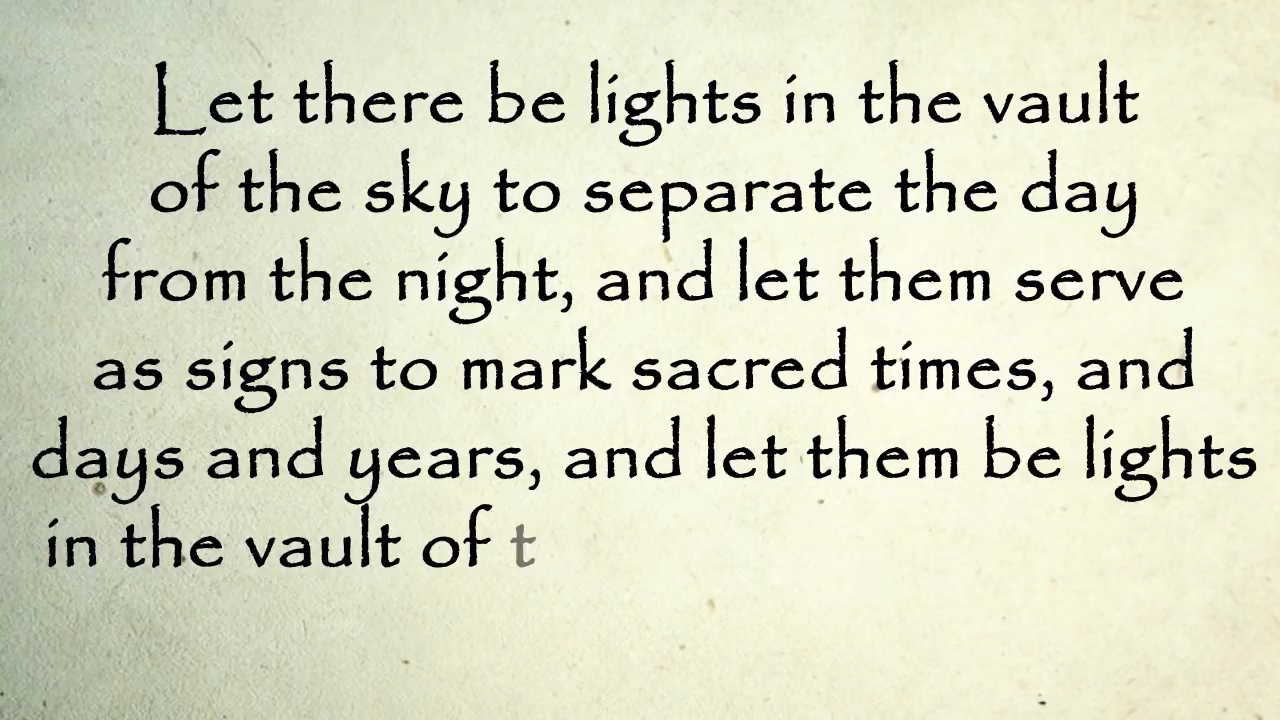 Let there be lights in the vault
of the sky to separate the day
from the night, and let them serve
as signs to mark sacred times, and
days and years, and let them be lights
in the vault of t